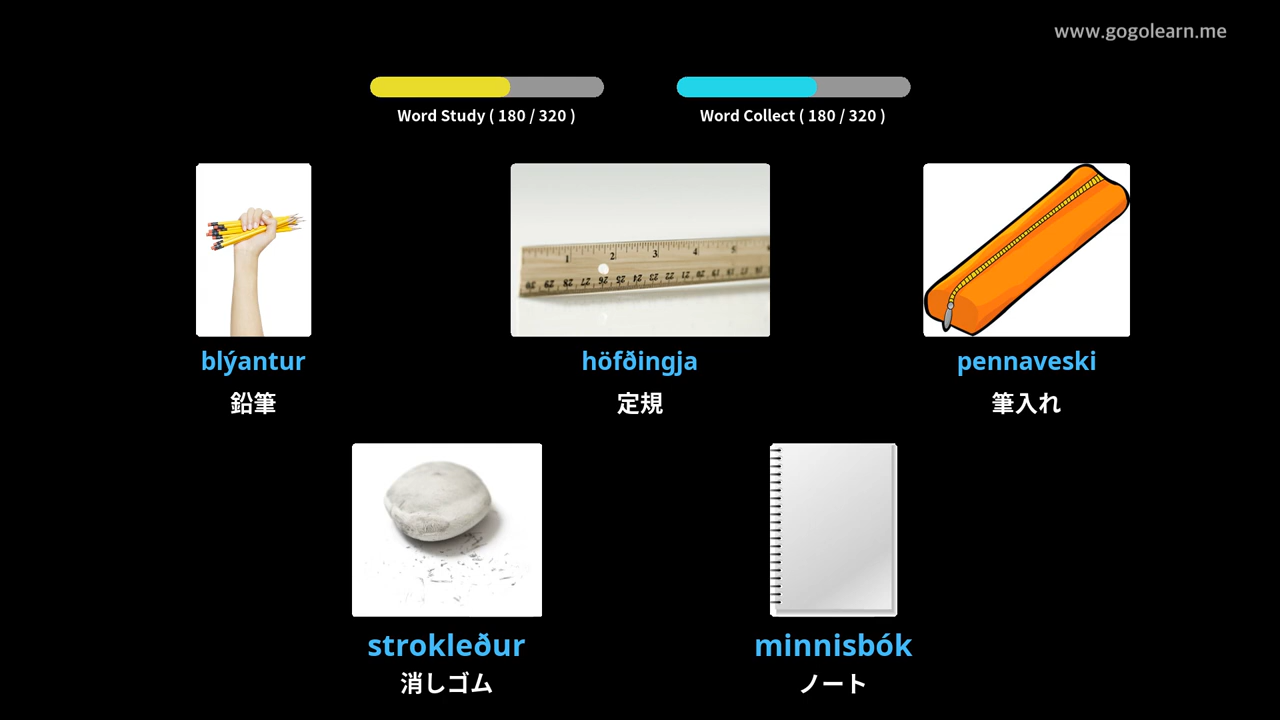 www.gogolearn.me
Word Study ( 180 / 320 )
Word Collect ( 180 / 320 )
blýantur
鉛筆
höfðingja
定規
pennaveski
筆入れ
strokleður
消しゴム
minnisbók
ノート